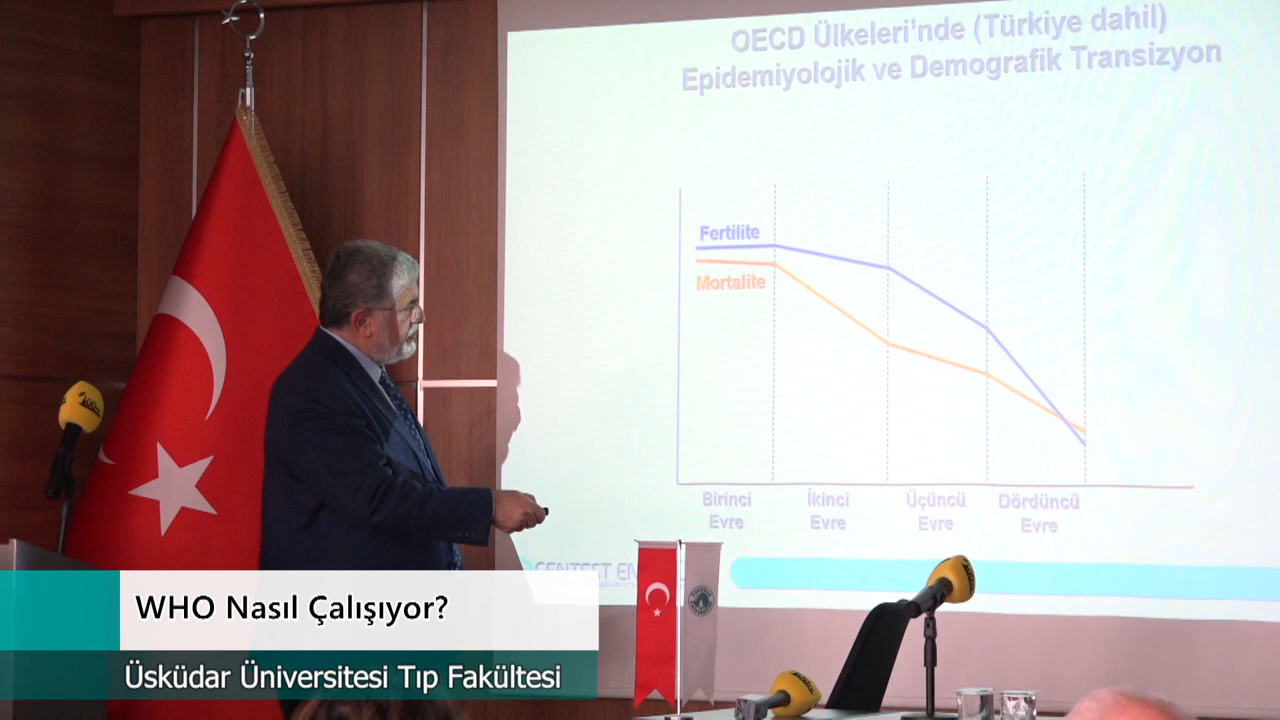 OECD Ülkeleri'nde (Türkiye dahil)
Epidemiyolojik ve Demografik Transizyon
Fertilite
Mortalite
Birinci Evre
İkinci Evre
Üçüncü Evre
Dördüncü Evre
WHO Nasıl Çalışıyor?
Üsküdar Üniversitesi Tıp Fakültesi